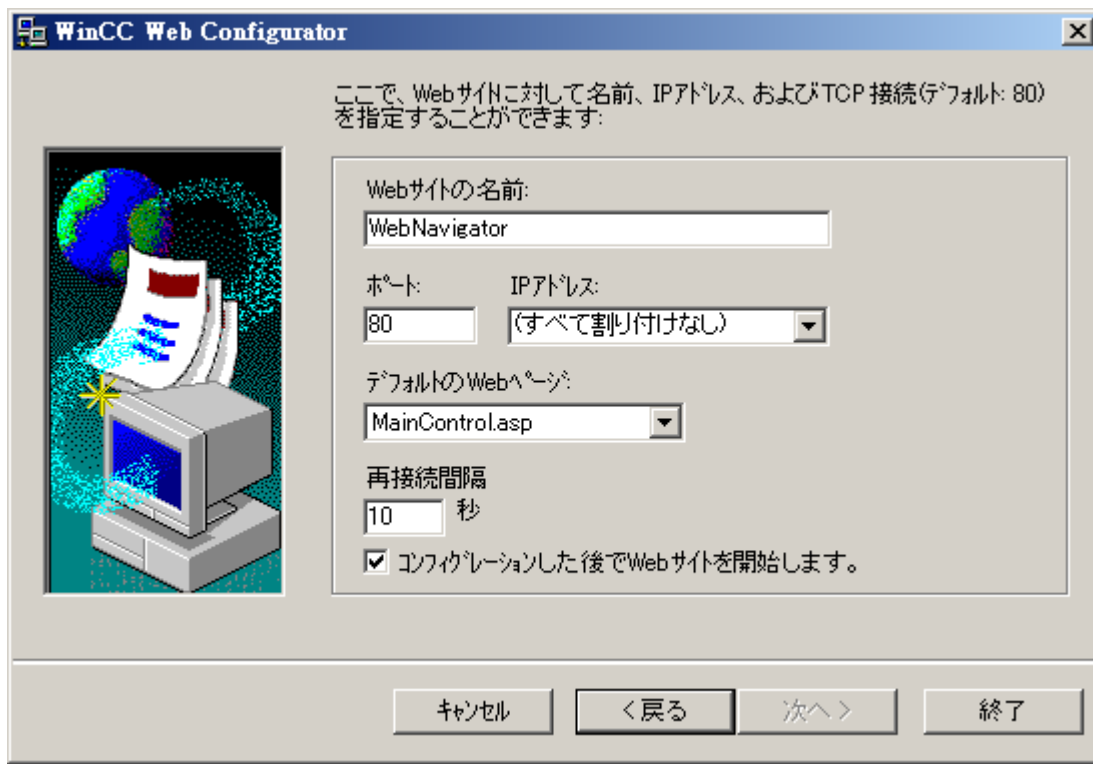 WinCC Web Configurator
ここで、Webサイトに対して名前、IPアドレス、およびTCP 接続(デフォルト: 80)
を指定することができます:
Webサイトの名前:
WebNavigator
ポート: IPアドレス:
80 (すべて割り付けなし)
デフォルトのWebページ:
MainControl.asp
再接続間隔
10 秒
コンフィグレーションした後でWebサイトを開始します。
キャンセル <戻る 次へ> 終了